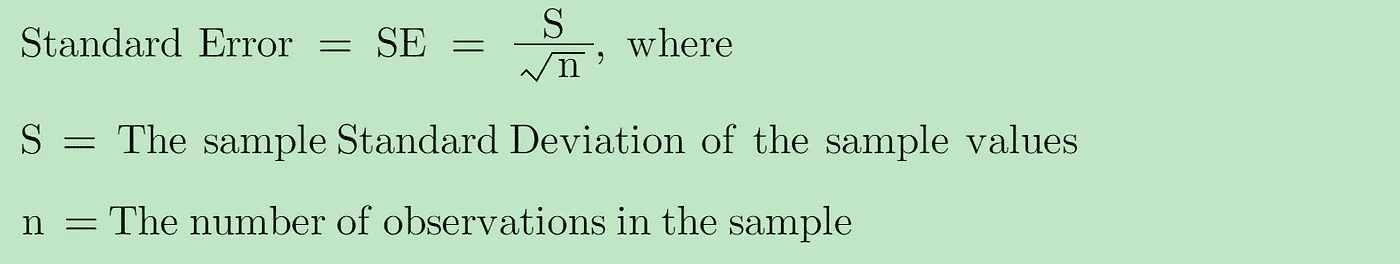 Standard Error = SE = S/√n, where
S = The sample Standard Deviation of the sample values
n = The number of observations in the sample